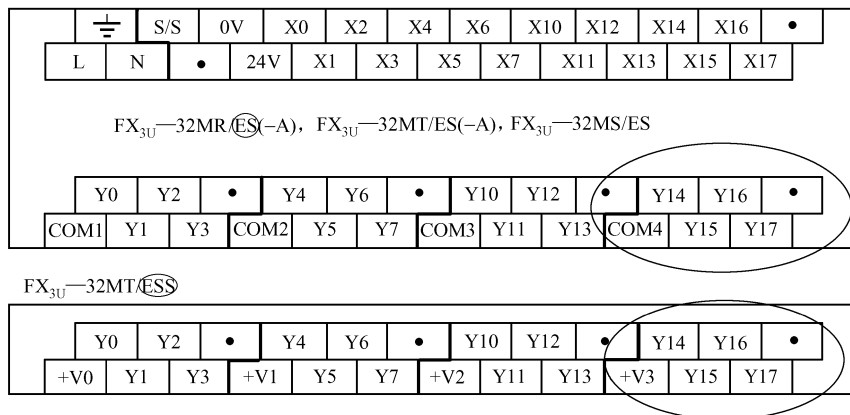 S/S 0V X0 X2 X4 X6 X10 X12 X14 X16 •
L N • 24V X1 X3 X5 X7 X11 X13 X15 X17
FX3U—32MR/ES(−A), FX3U—32MT/ES(−A), FX3U—32MS/ES
Y0 Y2 • Y4 Y6 • Y10 Y12 • Y14 Y16 •
COM1 Y1 Y3 COM2 Y5 Y7 COM3 Y11 Y13 COM4 Y15 Y17
FX3U—32MT/ESS
Y0 Y2 • Y4 Y6 • Y10 Y12 • Y14 Y16 •
+V0 Y1 Y3 +V1 Y5 Y7 +V2 Y11 Y13 +V3 Y15 Y17